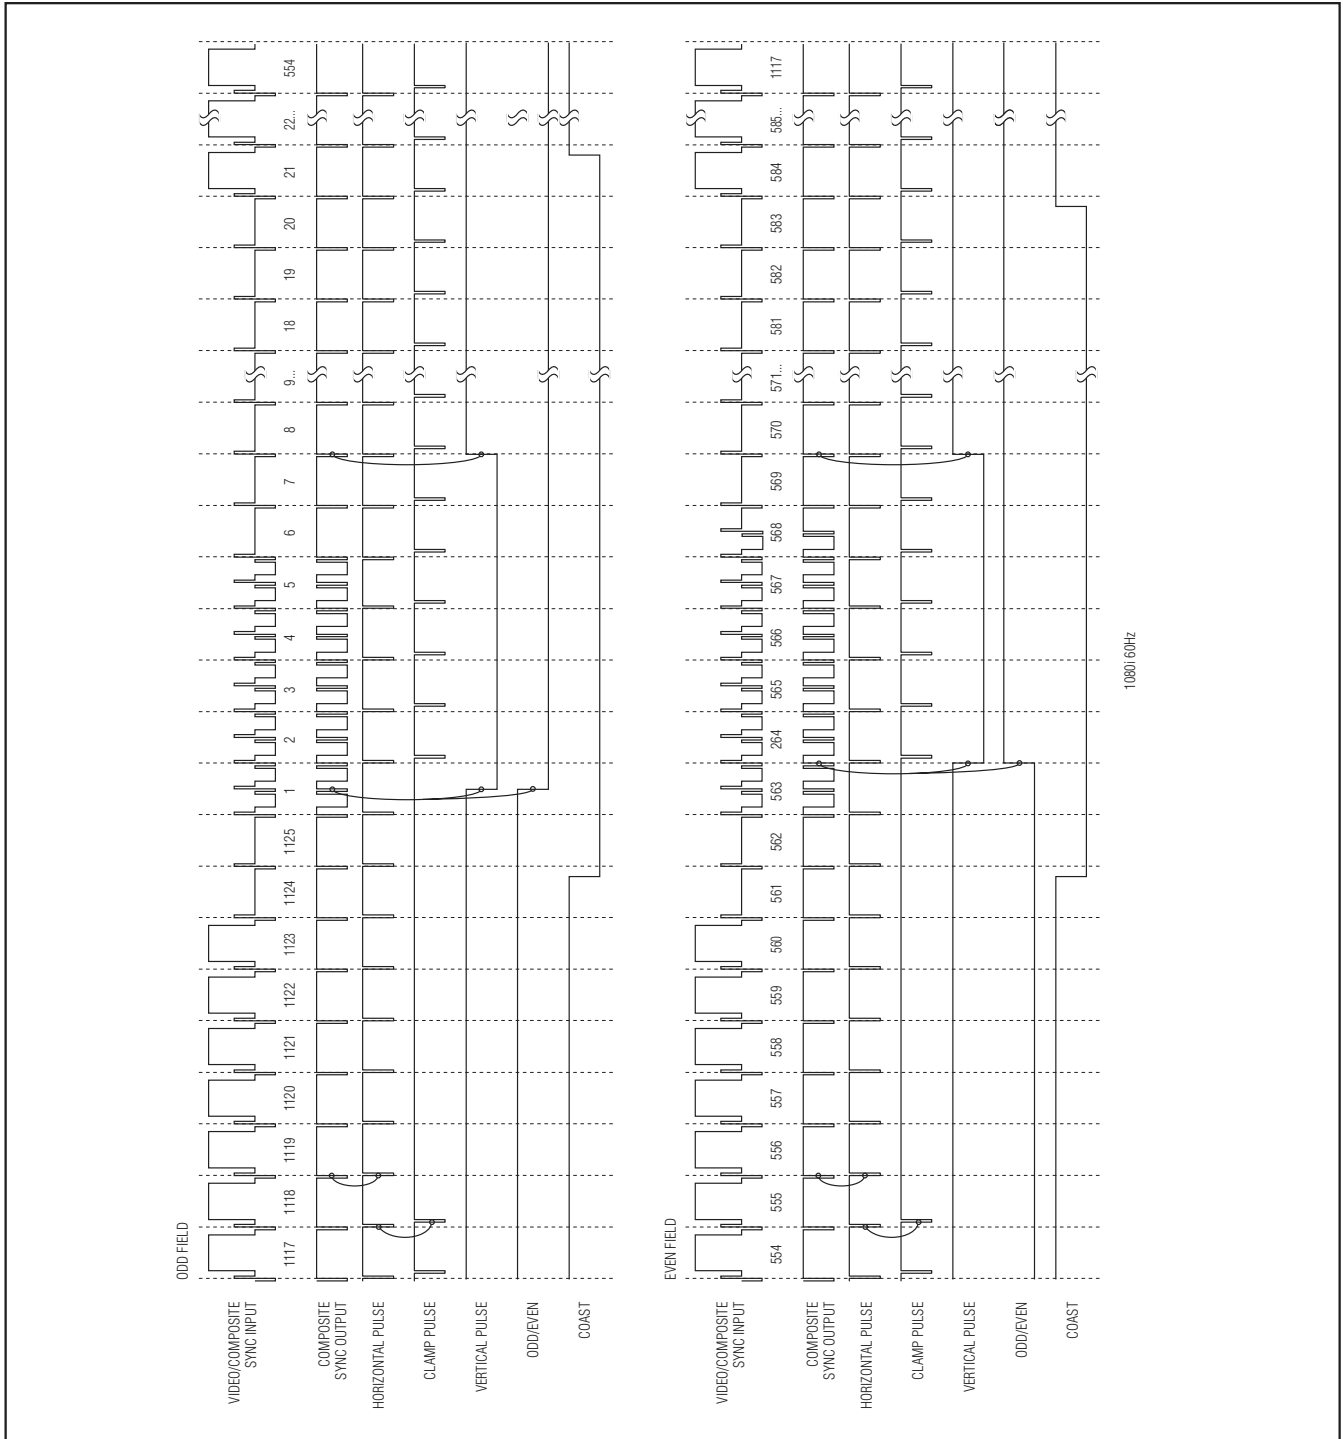 ODD FIELD
VIDEO/COMPOSITE
SYNC INPUT
1117
1118
1119
1120
1121
1122
1123
1124
1125
1
2
3
4
5
6
7
8
9...
18
19
20
21
22...
554
COMPOSITE
SYNC OUTPUT
HORIZONTAL PULSE
CLAMP PULSE
VERTICAL PULSE
ODD/EVEN
COAST
EVEN FIELD
VIDEO/COMPOSITE
SYNC INPUT
554
555
556
557
558
559
560
561
562
563
264
565
566
567
568
569
570
571...
581
582
583
584
585...
1117
COMPOSITE
SYNC OUTPUT
HORIZONTAL PULSE
CLAMP PULSE
VERTICAL PULSE
ODD/EVEN
COAST
1080i 60Hz